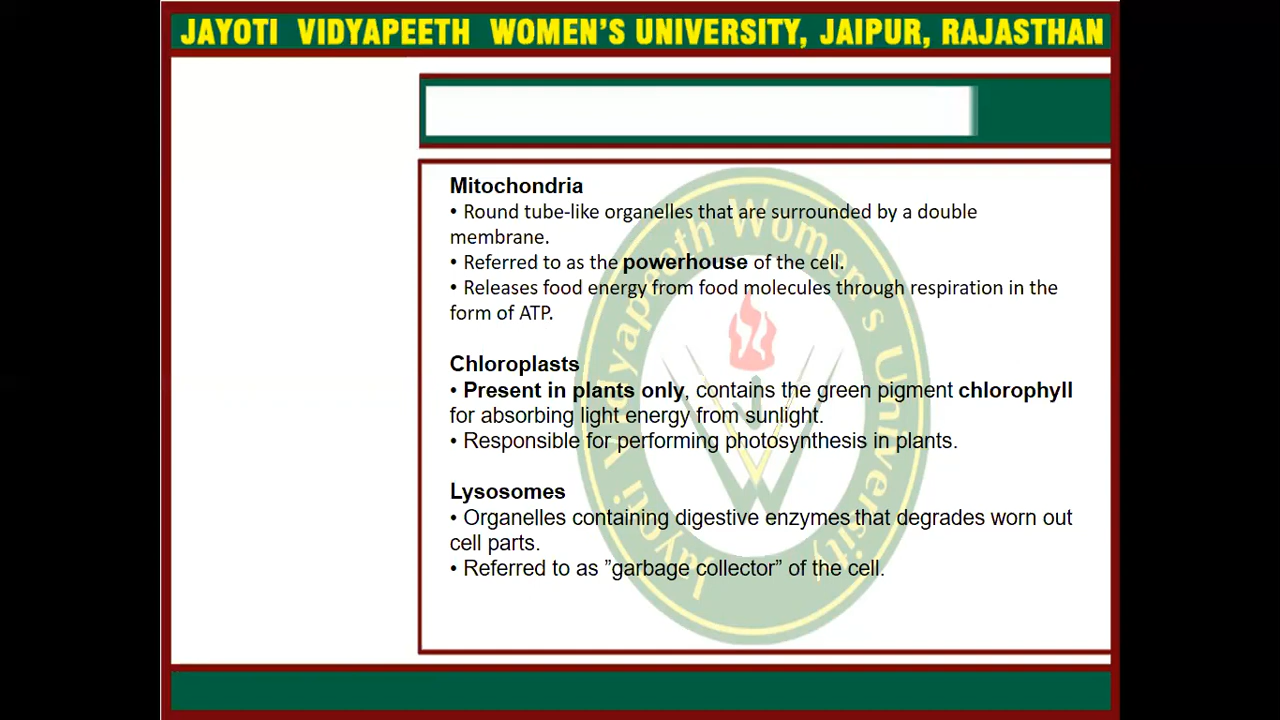 JAYOTI VIDYAPEETH WOMEN'S UNIVERSITY, JAIPUR, RAJASTHAN
Mitochondria
• Round tube-like organelles that are surrounded by a double
membrane.
• Referred to as the powerhouse of the cell.
• Releases food energy from food molecules through respiration in the
form of ATP.
Chloroplasts
• Present in plants only, contains the green pigment chlorophyll
for absorbing light energy from sunlight.
• Responsible for performing photosynthesis in plants.
Lysosomes
• Organelles containing digestive enzymes that degrades worn out
cell parts.
• Referred to as ”garbage collector” of the cell.
Jayoti Vidyapeeth Women's University